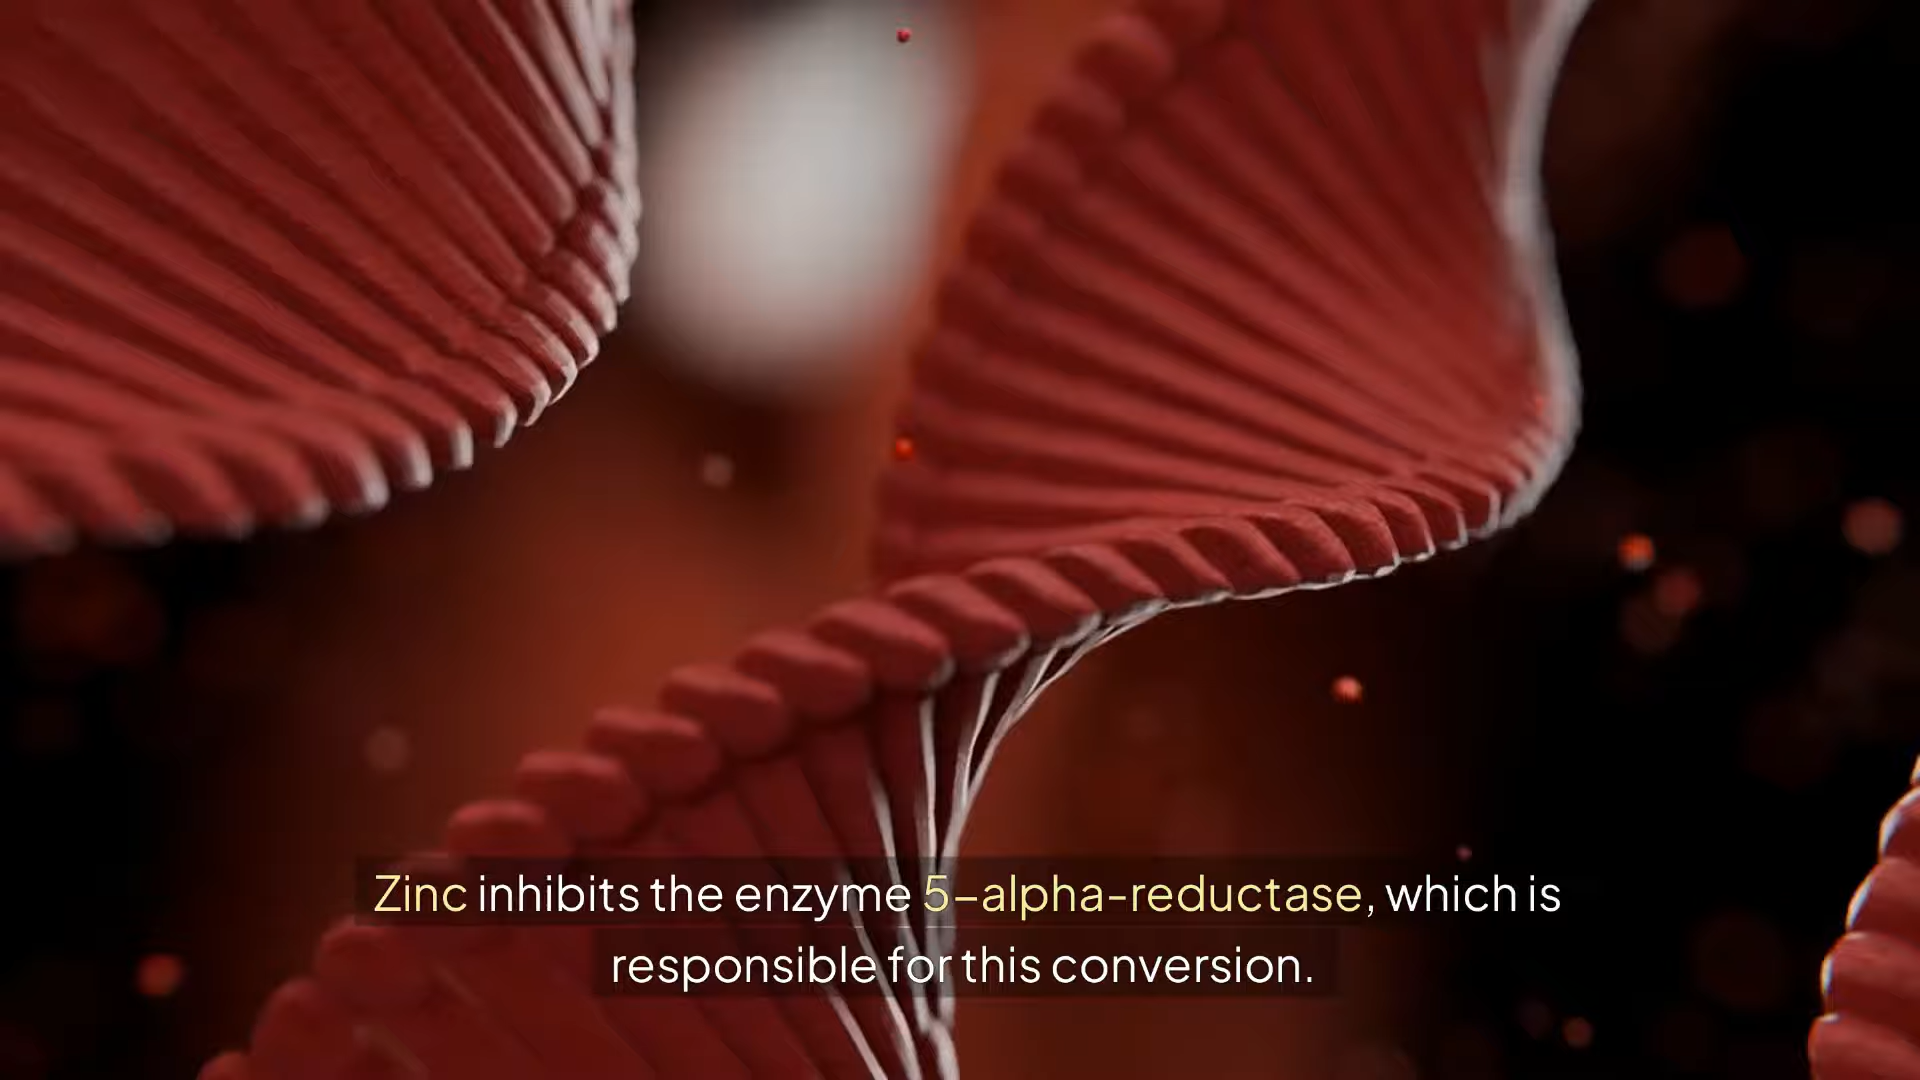 Zinc inhibits the enzyme 5-alpha-reductase, which is
responsible for this conversion.